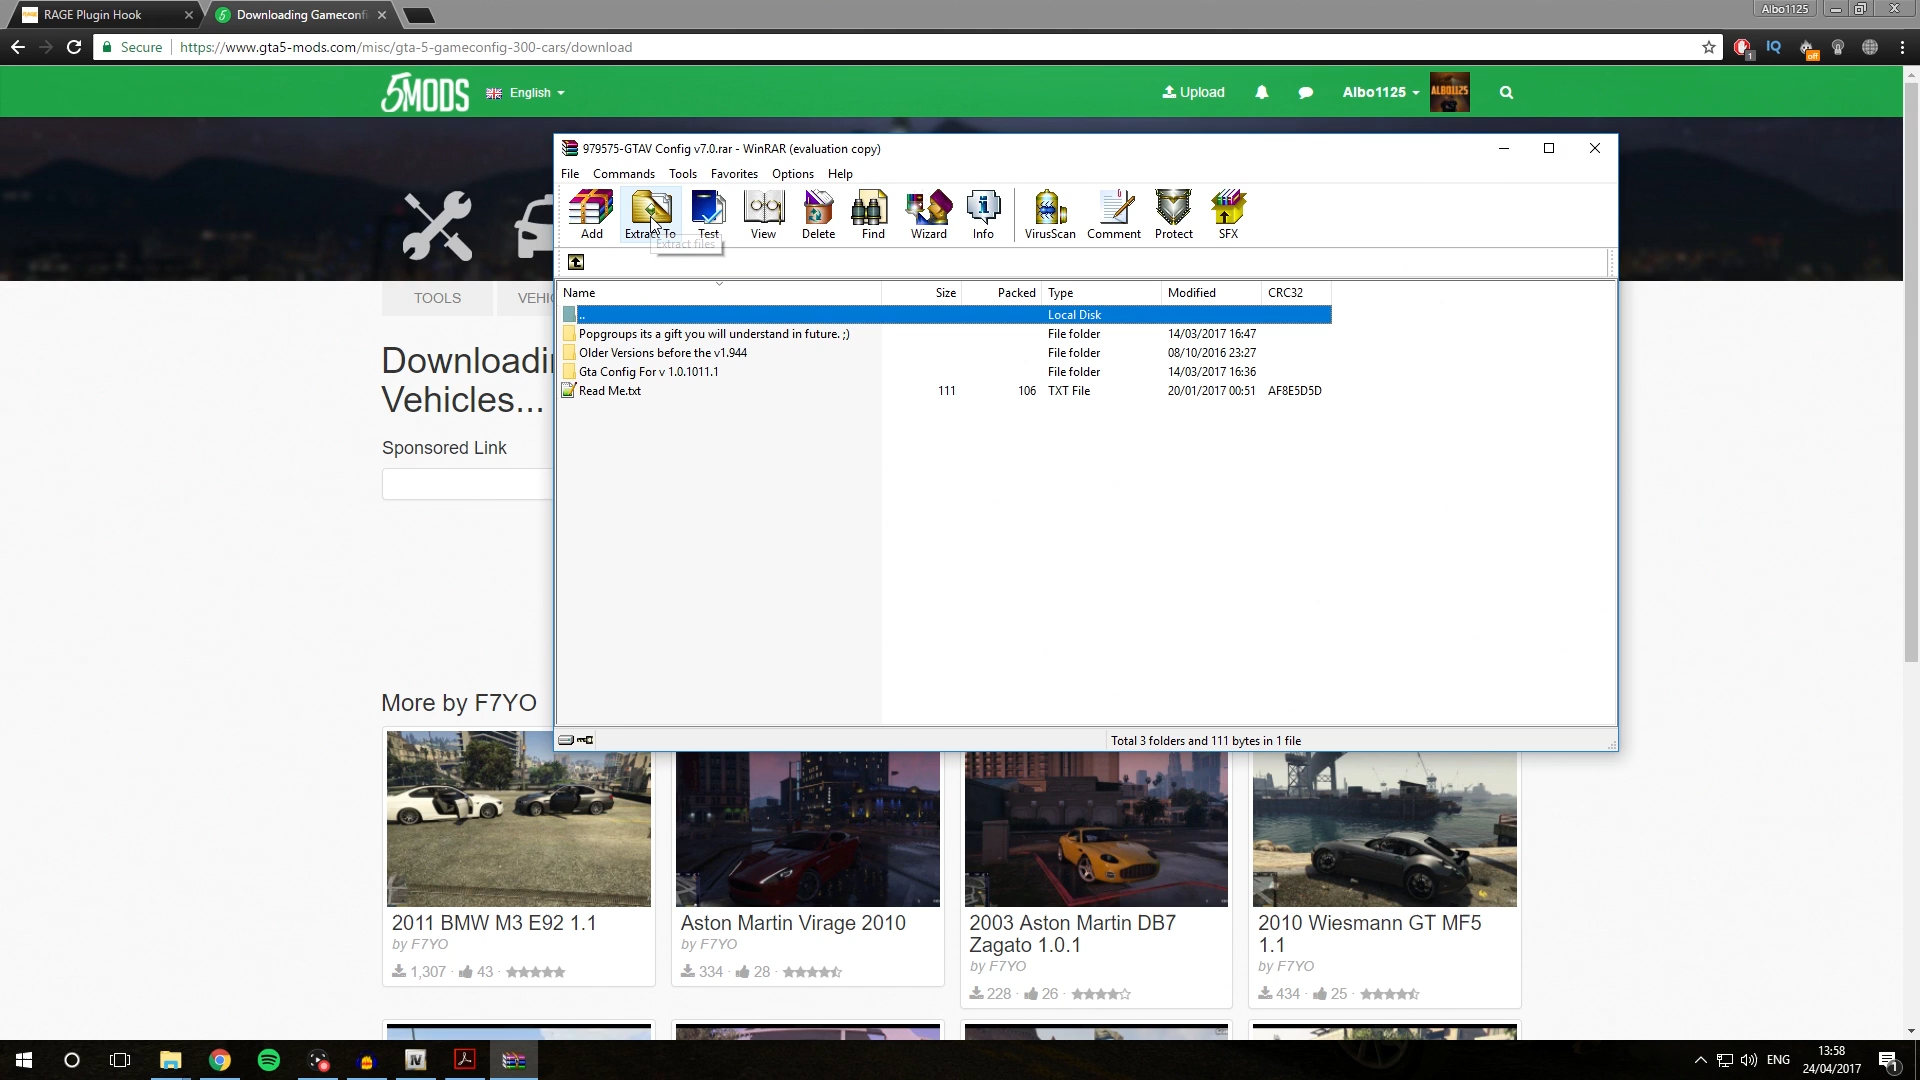 RAGE Plugin Hook
Downloading Gameconfi
Albo1125
Secure
https://www.gta5-mods.com/misc/gta-5-gameconfig-300-cars/download
1
IQ
off
5MODS
English
Upload
Albo1125
ALBO1125
979575-GTAV Config v7.0.rar - WinRAR (evaluation copy)
File Commands Tools Favorites Options Help
Add Extract To Test View Delete Find Wizard Info VirusScan Comment Protect SFX
Extract files
TOOLS
VEHIC
Name Size Packed Type Modified CRC32
.. Local Disk
Popgroups its a gift you will understand in future. ;) File folder 14/03/2017 16:47
Older Versions before the v1.944 File folder 08/10/2016 23:27
Gta Config For v 1.0.1011.1 File folder 14/03/2017 16:36
Read Me.txt 111 106 TXT File 20/01/2017 00:51 AF8E5D5D
Downloadi
Vehicles...
Sponsored Link
More by F7YO
Total 3 folders and 111 bytes in 1 file
2011 BMW M3 E92 1.1
by F7YO
1,307 · 43 ·
Aston Martin Virage 2010
by F7YO
334 · 28 ·
2003 Aston Martin DB7
Zagato 1.0.1
by F7YO
228 · 26 ·
2010 Wiesmann GT MF5
1.1
by F7YO
434 · 25 ·
IV
ENG
13:58
24/04/2017
1